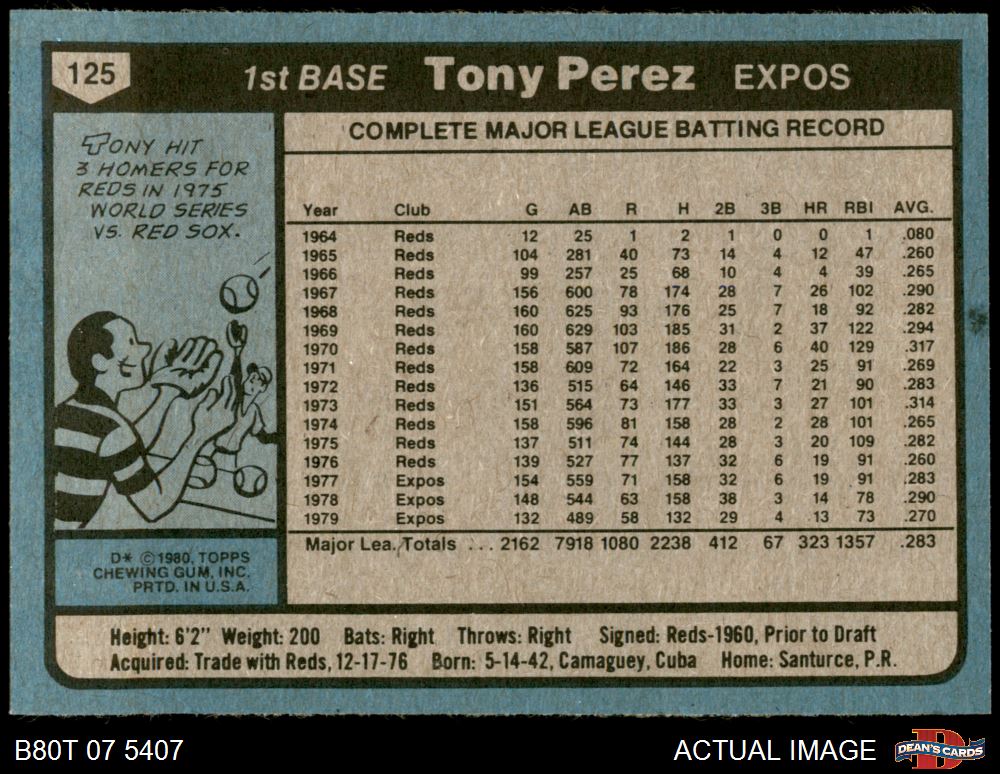 125 1st BASE Tony Perez EXPOS
TONY HIT
3 HOMERS FOR
REDS IN 1975
WORLD SERIES
VS. RED SOX.
D* © 1980, TOPPS
CHEWING GUM, INC.
PRTD. IN U.S.A.
COMPLETE MAJOR LEAGUE BATTING RECORD
Year Club G AB R H 2B 3B HR RBI AVG.
1964 Reds 12 25 1 2 1 0 0 1 .080
1965 Reds 104 281 40 73 14 4 12 47 .260
1966 Reds 99 257 25 68 10 4 4 39 .265
1967 Reds 156 600 78 174 28 7 26 102 .290
1968 Reds 160 625 93 176 25 7 18 92 .282
1969 Reds 160 629 103 185 31 2 37 122 .294
1970 Reds 158 587 107 186 28 6 40 129 .317
1971 Reds 158 609 72 164 22 3 25 91 .269
1972 Reds 136 515 64 146 33 7 21 90 .283
1973 Reds 151 564 73 177 33 3 27 101 .314
1974 Reds 158 596 81 158 28 2 28 101 .265
1975 Reds 137 511 74 144 28 3 20 109 .282
1976 Reds 139 527 77 137 32 6 19 91 .260
1977 Expos 154 559 71 158 32 6 19 91 .283
1978 Expos 148 544 63 158 38 3 14 78 .290
1979 Expos 132 489 58 132 29 4 13 73 .270
Major Lea. Totals ... 2162 7918 1080 2238 412 67 323 1357 .283
Height: 6'2" Weight: 200 Bats: Right Throws: Right Signed: Reds-1960, Prior to Draft
Acquired: Trade with Reds, 12-17-76 Born: 5-14-42, Camaguey, Cuba Home: Santurce, P.R.
B80T 07 5407 ACTUAL IMAGE D DEAN'S CARDS